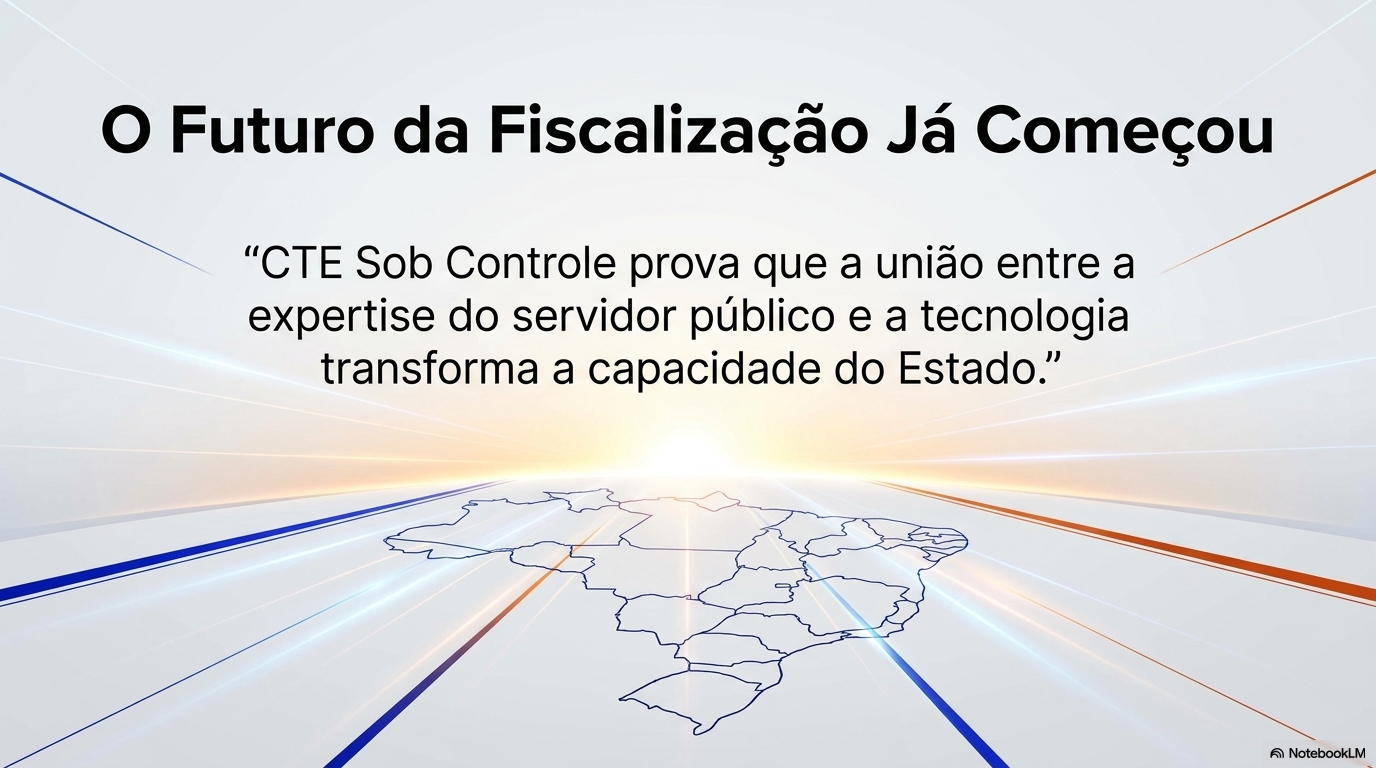 O Futuro da Fiscalização Já Começou
“CTE Sob Controle prova que a união entre a
expertise do servidor público e a tecnologia
transforma a capacidade do Estado.”
NotebookLM